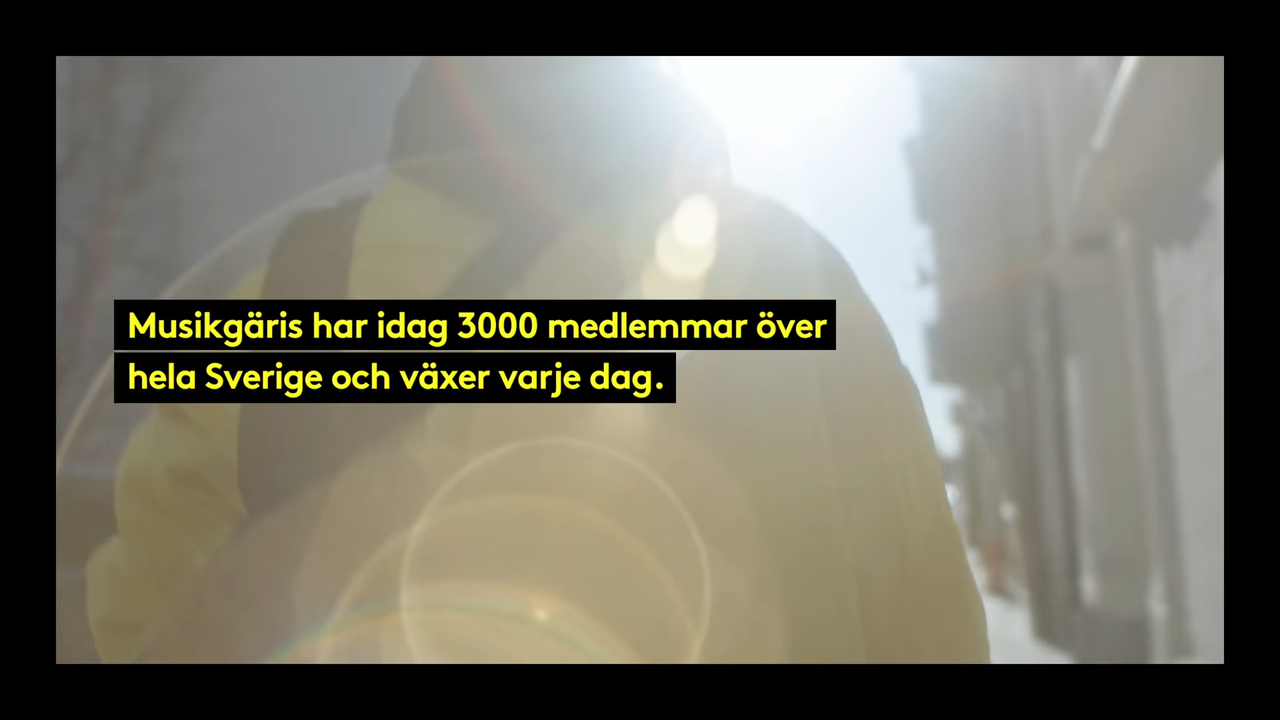 Musikgäris har idag 3000 medlemmar över
hela Sverige och växer varje dag.